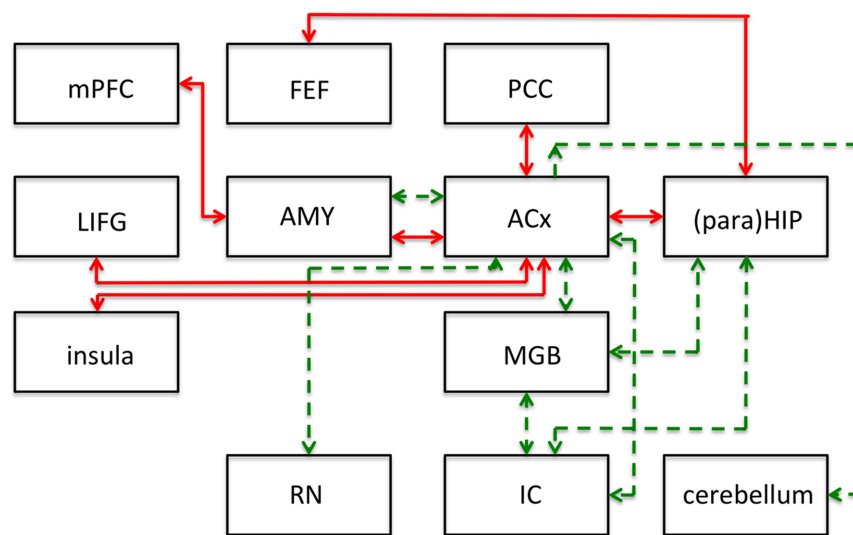 mPFC
FEF
PCC
LIFG
AMY
ACx
(para)HIP
insula
MGB
RN
IC
cerebellum